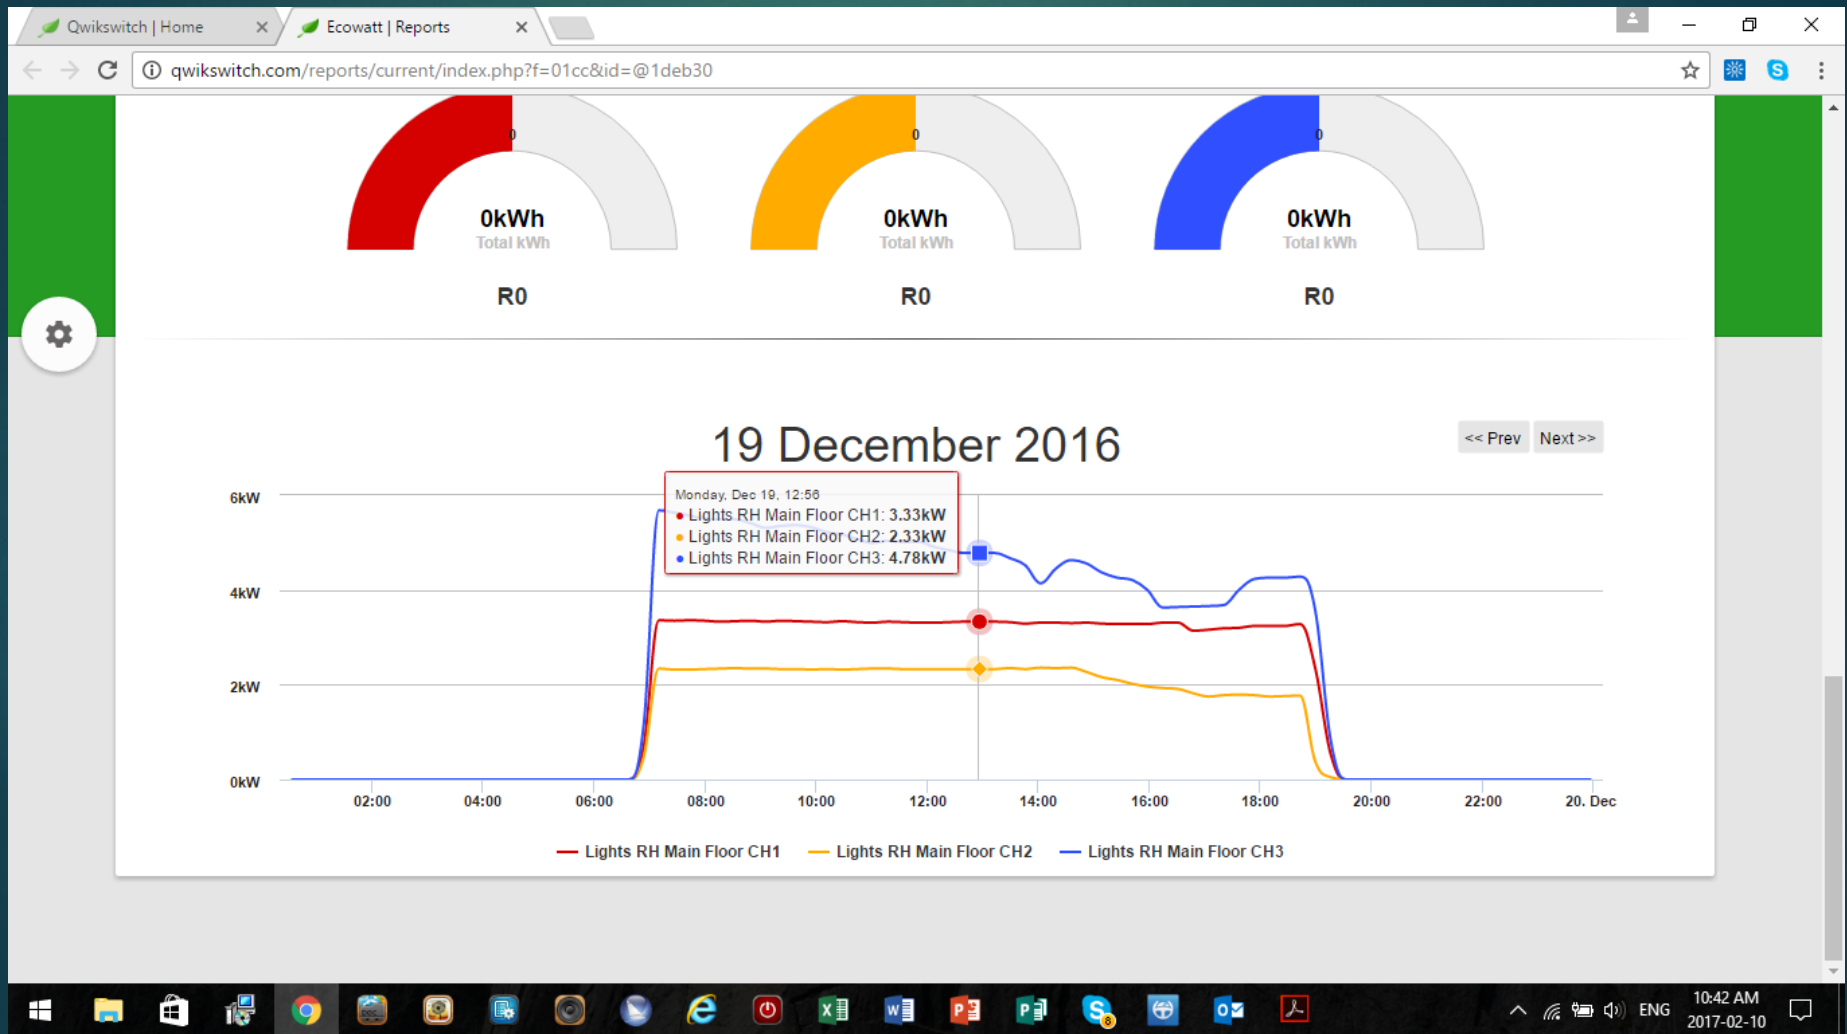 Qwikswitch | Home
Ecowatt | Reports
qwikswitch.com/reports/current/index.php?f=01cc&id=@1deb30
0 0 0
0kWh 0kWh 0kWh
Total kWh Total kWh Total kWh
R0 R0 R0
19 December 2016
<< Prev Next >>
Monday, Dec 19, 12:56
Lights RH Main Floor CH1: 3.33kW
Lights RH Main Floor CH2: 2.33kW
Lights RH Main Floor CH3: 4.78kW
6kW
4kW
2kW
0kW
02:00 04:00 06:00 08:00 10:00 12:00 14:00 16:00 18:00 20:00 22:00 20. Dec
Lights RH Main Floor CH1 Lights RH Main Floor CH2 Lights RH Main Floor CH3
ENG
10:42 AM
2017-02-10